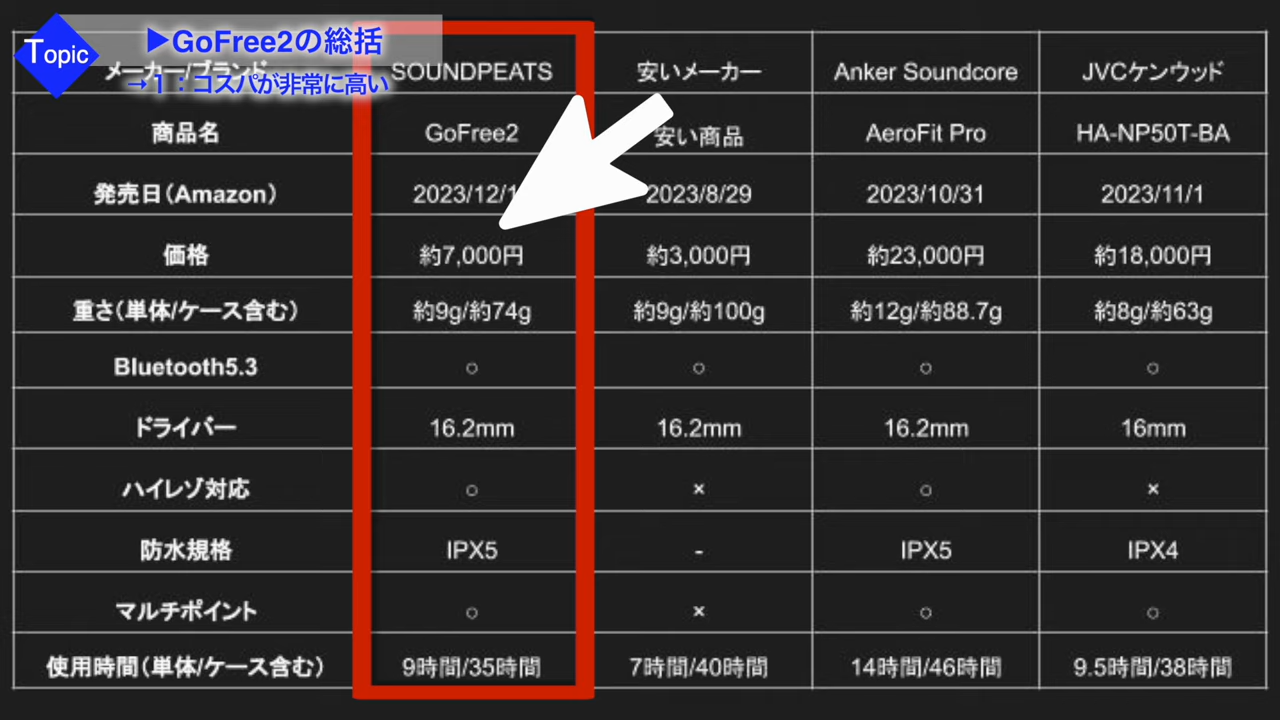 Topic
▶GoFree2の総括
→1：コスパが非常に高い
メーカー/ブランド SOUNDPEATS 安いメーカー Anker Soundcore JVCケンウッド
商品名 GoFree2 安い商品 AeroFit Pro HA-NP50T-BA
発売日(Amazon) 2023/12/1 2023/8/29 2023/10/31 2023/11/1
価格 約7,000円 約3,000円 約23,000円 約18,000円
重さ(単体/ケース含む) 約9g/約74g 約9g/約100g 約12g/約88.7g 約8g/約63g
Bluetooth5.3 ○ ○ ○ ○
ドライバー 16.2mm 16.2mm 16.2mm 16mm
ハイレゾ対応 ○ × ○ ×
防水規格 IPX5 - IPX5 IPX4
マルチポイント ○ × ○ ○
使用時間(単体/ケース含む) 9時間/35時間 7時間/40時間 14時間/46時間 9.5時間/38時間